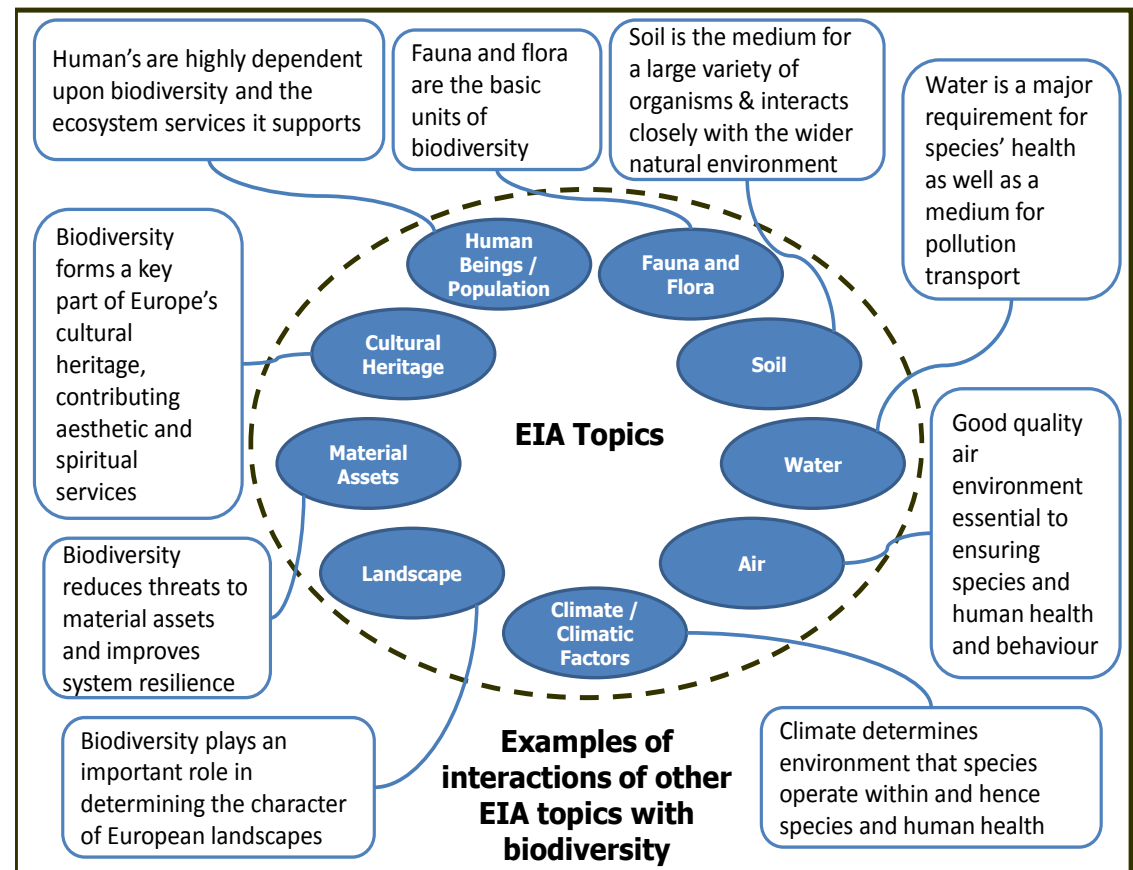 Human's are highly dependent
upon biodiversity and the
ecosystem services it supports
Fauna and flora
are the basic
units of
biodiversity
Soil is the medium for
a large variety of
organisms & interacts
closely with the wider
natural environment
Water is a major
requirement for
species' health
as well as a
medium for
pollution
transport
Biodiversity
forms a key
part of Europe's
cultural
heritage,
contributing
aesthetic and
spiritual
services
Human
Beings /
Population
Fauna and
Flora
Cultural
Heritage
Soil
EIA Topics
Material
Assets
Water
Good quality
air
environment
essential to
ensuring
species and
human health
and behaviour
Landscape
Air
Climate /
Climatic
Factors
Biodiversity
reduces threats to
material assets
and improves
system resilience
Biodiversity plays an
important role in
determining the character
of European landscapes
Examples of
interactions of other
EIA topics with
biodiversity
Climate determines
environment that species
operate within and hence
species and human health